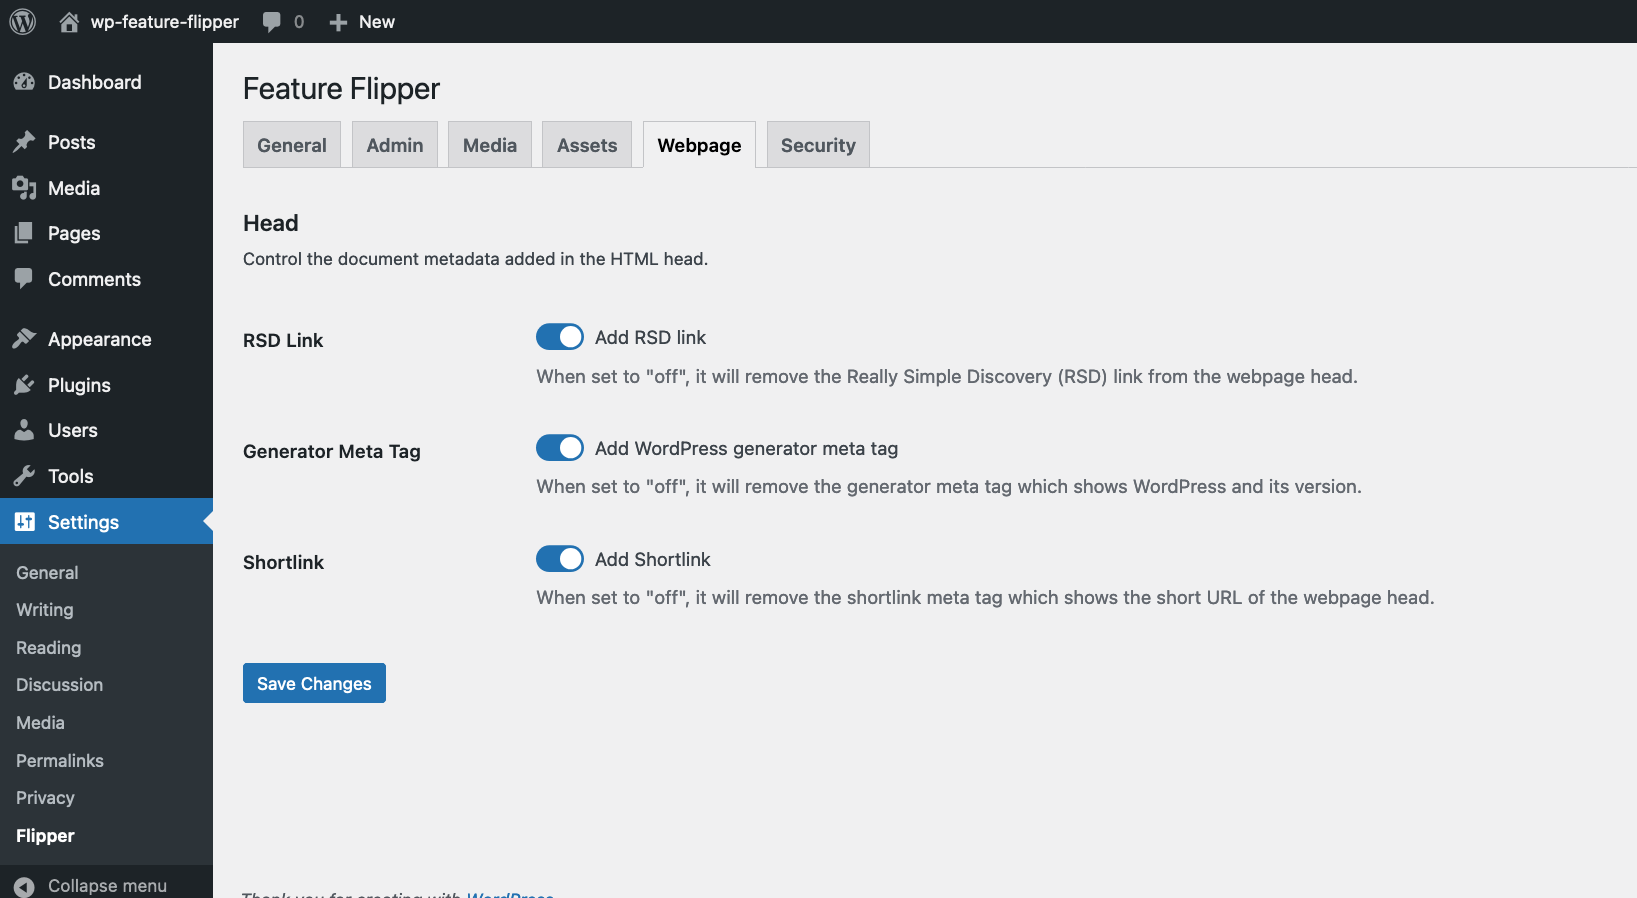 wp-feature-flipper 0 New
Dashboard
Posts
Media
Pages
Comments
Appearance
Plugins
Users
Tools
Settings
General
Writing
Reading
Discussion
Media
Permalinks
Privacy
Flipper
Collapse menu
Feature Flipper
General Admin Media Assets Webpage Security
Head
Control the document metadata added in the HTML head.
RSD Link
Add RSD link
When set to "off", it will remove the Really Simple Discovery (RSD) link from the webpage head.
Generator Meta Tag
Add WordPress generator meta tag
When set to "off", it will remove the generator meta tag which shows WordPress and its version.
Shortlink
Add Shortlink
When set to "off", it will remove the shortlink meta tag which shows the short URL of the webpage head.
Save Changes
Thank you for creating with WordPress